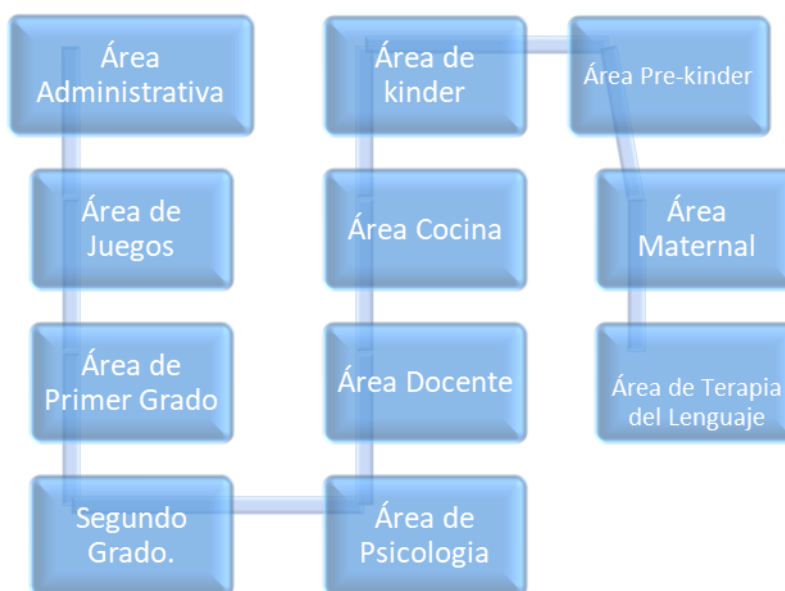 Área
Administrativa
Área de
Juegos
Área de
Primer Grado
Segundo
Grado.
Área de
Psicologia
Área Docente
Área Cocina
Área de
kinder
Área Pre-kinder
Área
Maternal
Área de Terapia
del Lenguaje